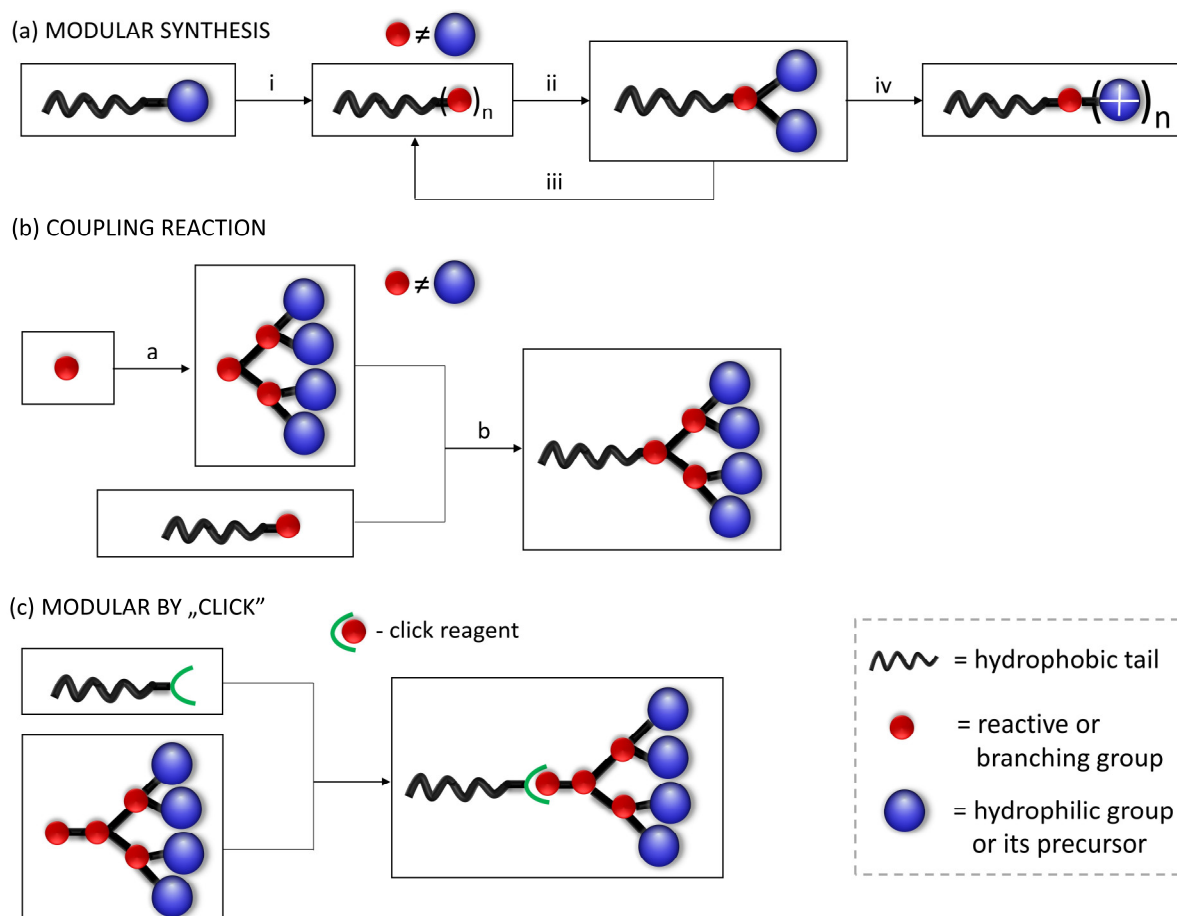 (a) MODULAR SYNTHESIS
≠
i
( )n
ii
iv
( )n
iii
(b) COUPLING REACTION
≠
a
b
(c) MODULAR BY „CLICK”
- click reagent
= hydrophobic tail
= reactive or
branching group
= hydrophilic group
or its precursor